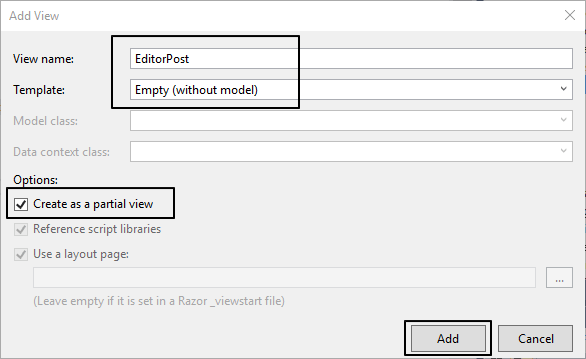 Add View
View name: EditorPost
Template: Empty (without model)
Model class:
Data context class:
Options:
Create as a partial view
Reference script libraries
Use a layout page:
...
(Leave empty if it is set in a Razor _viewstart file)
Add Cancel